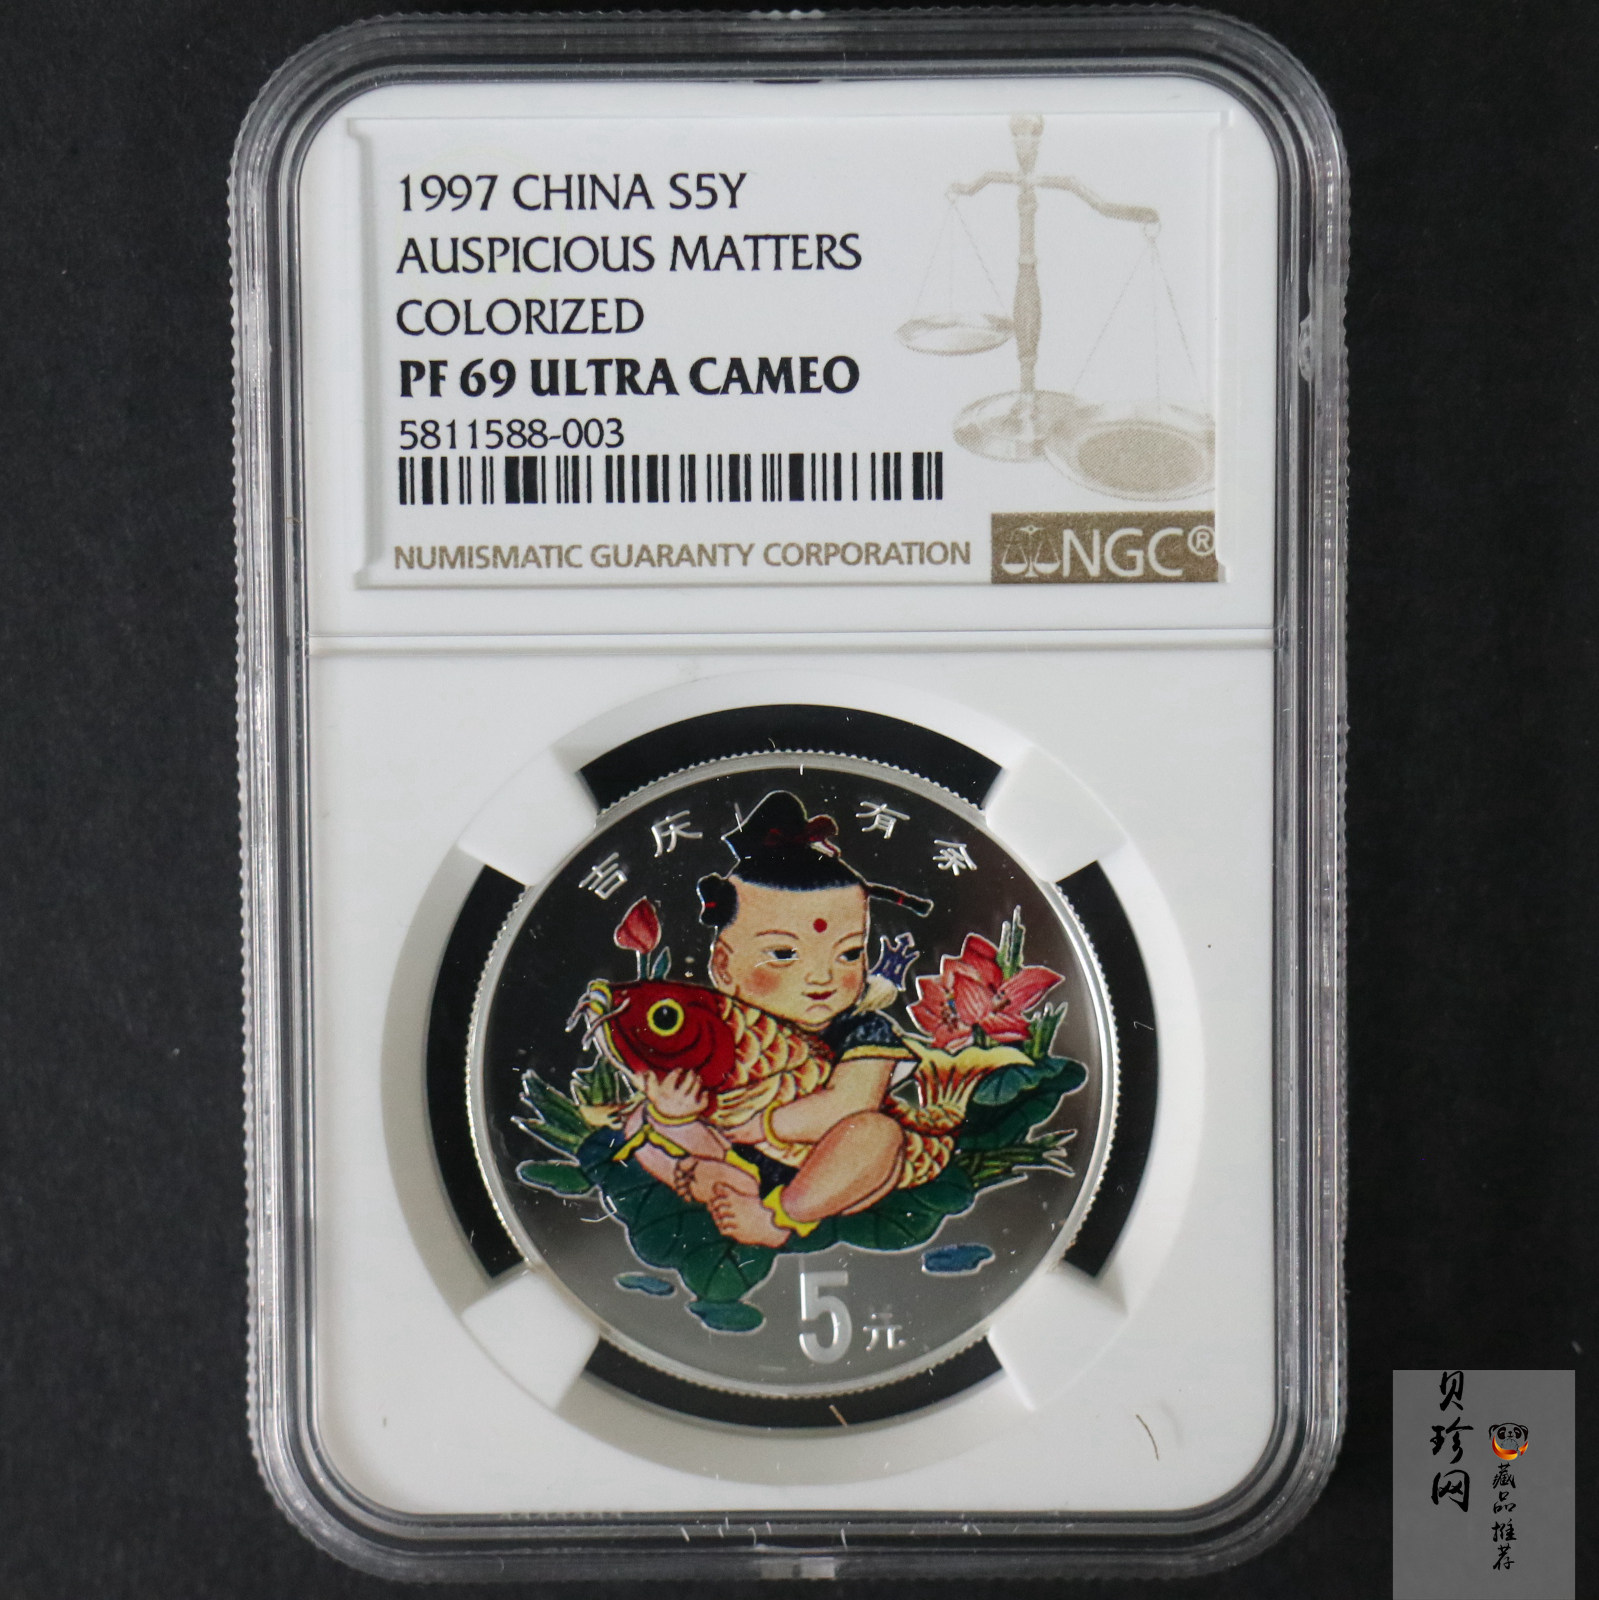 1997 CHINA S5Y
AUSPICIOUS MATTERS
COLORIZED
PF 69 ULTRA CAMEO
5811588-003
NUMISMATIC GUARANTY CORPORATION
NGC®
吉庆有余
5元
贝珍网
藏品推荐